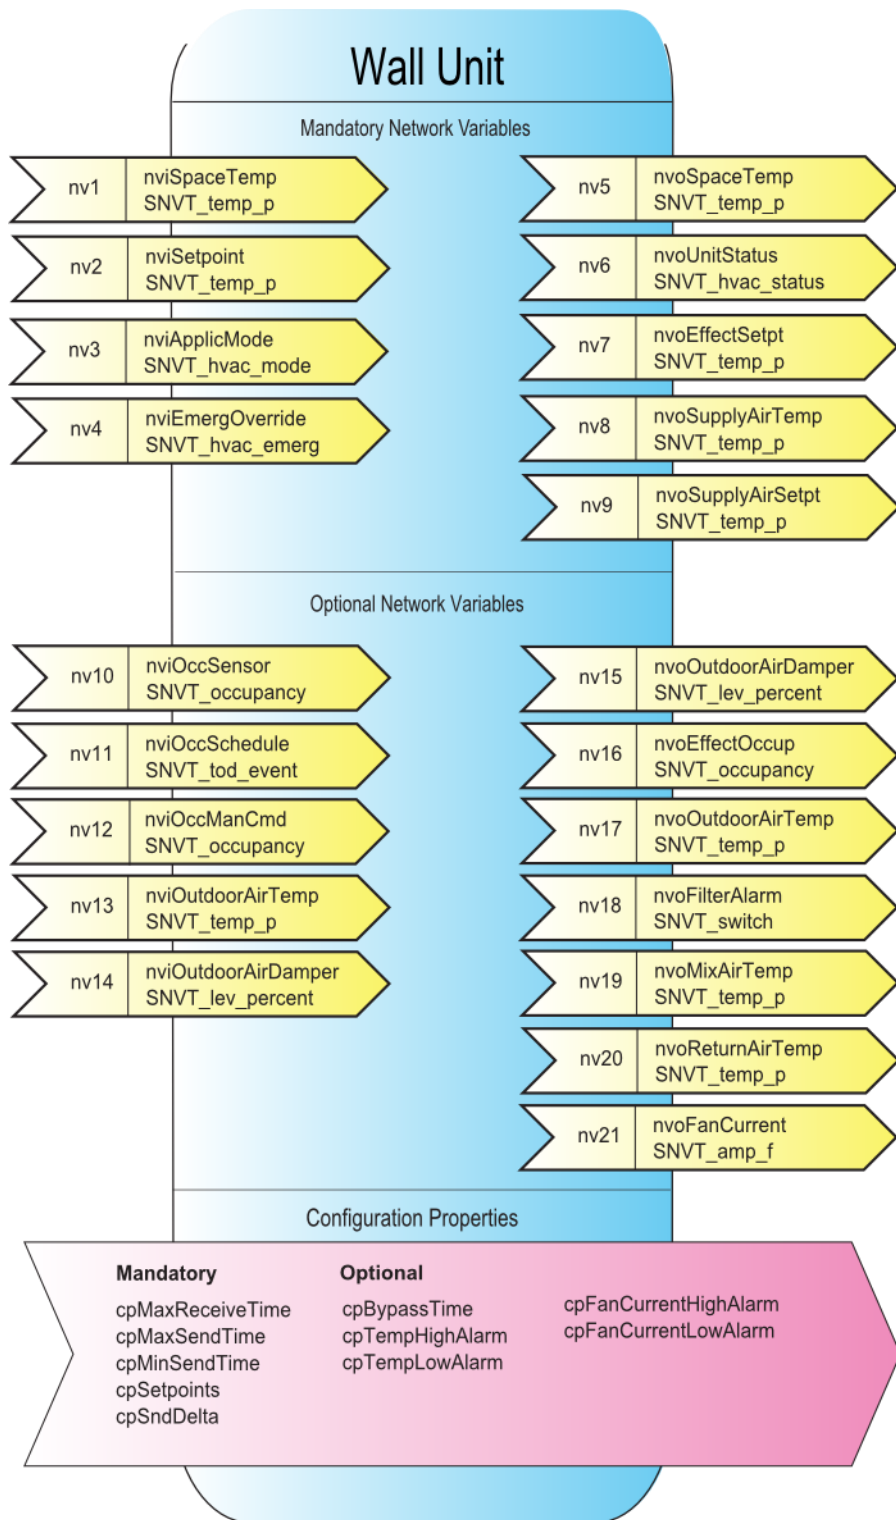 Wall Unit
Mandatory Network Variables
nv1
nviSpaceTemp
SNVT_temp_p
nv2
nviSetpoint
SNVT_temp_p
nv3
nviApplicMode
SNVT_hvac_mode
nv4
nviEmergOverride
SNVT_hvac_emerg
nv5
nvoSpaceTemp
SNVT_temp_p
nv6
nvoUnitStatus
SNVT_hvac_status
nv7
nvoEffectSetpt
SNVT_temp_p
nv8
nvoSupplyAirTemp
SNVT_temp_p
nv9
nvoSupplyAirSetpt
SNVT_temp_p
Optional Network Variables
nv10
nviOccSensor
SNVT_occupancy
nv11
nviOccSchedule
SNVT_tod_event
nv12
nviOccManCmd
SNVT_occupancy
nv13
nviOutdoorAirTemp
SNVT_temp_p
nv14
nviOutdoorAirDamper
SNVT_lev_percent
nv15
nvoOutdoorAirDamper
SNVT_lev_percent
nv16
nvoEffectOccup
SNVT_occupancy
nv17
nvoOutdoorAirTemp
SNVT_temp_p
nv18
nvoFilterAlarm
SNVT_switch
nv19
nvoMixAirTemp
SNVT_temp_p
nv20
nvoReturnAirTemp
SNVT_temp_p
nv21
nvoFanCurrent
SNVT_amp_f
Configuration Properties
Mandatory
cpMaxReceiveTime
cpMaxSendTime
cpMinSendTime
cpSetpoints
cpSndDelta
Optional
cpBypassTime
cpTempHighAlarm
cpTempLowAlarm
cpFanCurrentHighAlarm
cpFanCurrentLowAlarm